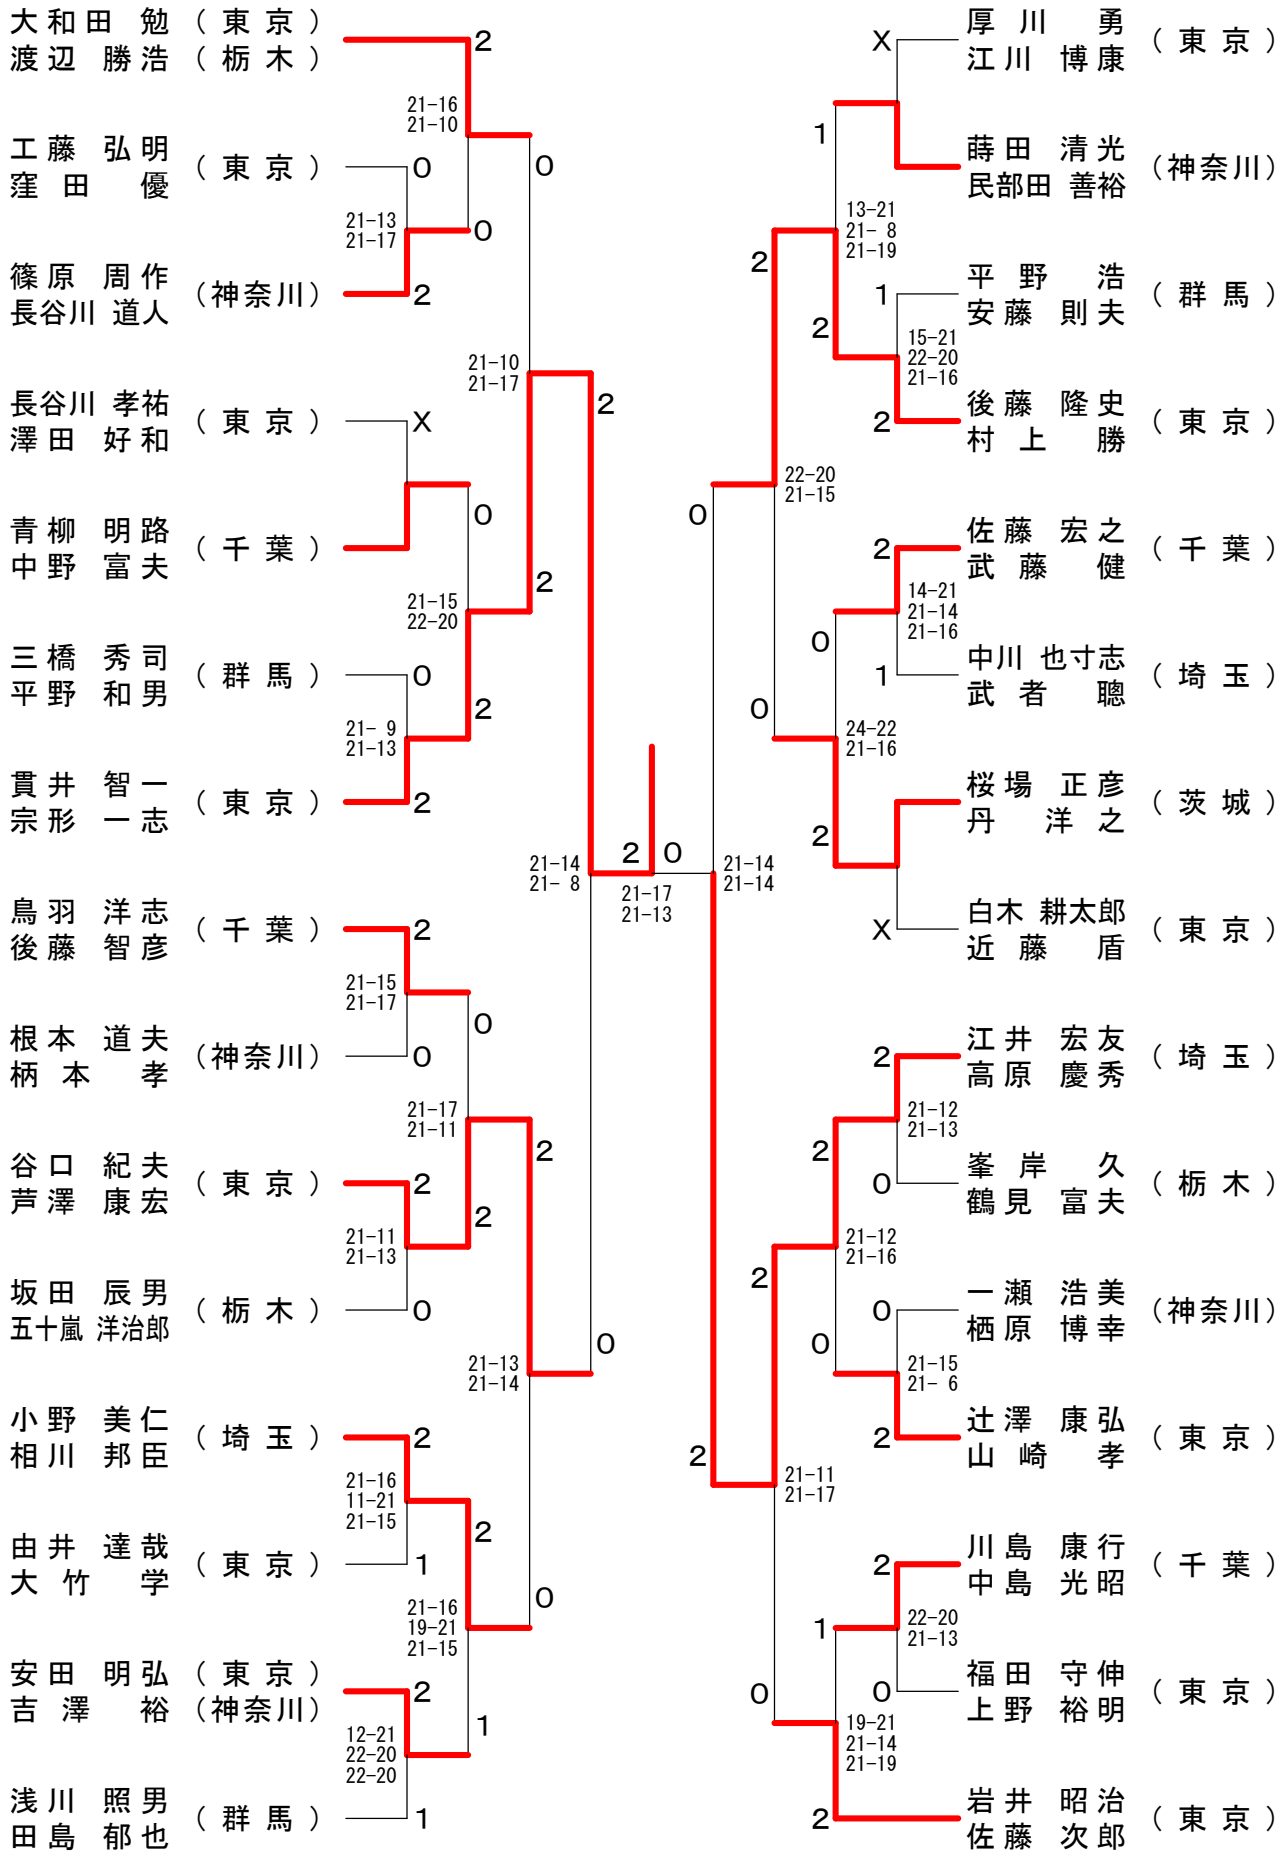 大和田 勉 （ 東 京 ）
渡辺 勝浩 （ 栃 木 ）
2
21-16
21-10
工藤 弘明
窪田 優
（ 東 京 ）
0
0
21-13
21-17
0
篠原 周作
長谷川 道人
（神奈川）
2
21-10
21-17
2
長谷川 孝祐
澤田 好和
（ 東 京 ）
X
0
青柳 明路
中野 富夫
（ 千 葉 ）
2
21-15
22-20
三橋 秀司
平野 和男
（ 群 馬 ）
0
2
21- 9
21-13
貫井 智一
宗形 一志
（ 東 京 ）
2
21-14
21- 8
2
0
21-17
21-13
鳥羽 洋志
後藤 智彦
（ 千 葉 ）
2
21-15
21-17
0
根本 道夫
柄本 孝
（神奈川）
0
21-17
21-11
2
谷口 紀夫
芦澤 康宏
（ 東 京 ）
2
2
21-11
21-13
坂田 辰男
五十嵐 洋治郎
（ 栃 木 ）
0
0
21-13
21-14
小野 美仁
相川 邦臣
（ 埼 玉 ）
2
21-16
11-21
21-15
2
由井 達哉
大竹 学
（ 東 京 ）
1
0
21-16
19-21
21-15
安田 明弘 （ 東 京 ）
吉澤 裕 （神奈川）
2
1
12-21
22-20
22-20
浅川 照男
田島 郁也
（ 群 馬 ）
1
X
厚川 勇
江川 博康
（ 東 京 ）
1
蒔田 清光
民部田 善裕
（神奈川）
13-21
21- 8
21-19
2
1
平野 浩
安藤 則夫
（ 群 馬 ）
2
15-21
22-20
21-16
2
後藤 隆史
村上 勝
（ 東 京 ）
22-20
21-15
0
2
佐藤 宏之
武藤 健
（ 千 葉 ）
14-21
21-14
21-16
0
1
中川 也寸志
武者 聰
（ 埼 玉 ）
0
24-22
21-16
桜場 正彦
丹 洋之
（ 茨 城 ）
2
21-14
21-14
X
白木 耕太郎
近藤 盾
（ 東 京 ）
2
江井 宏友
高原 慶秀
（ 埼 玉 ）
21-12
21-13
2
0
峯岸 久
鶴見 富夫
（ 栃 木 ）
21-12
21-16
2
0
一瀬 浩美
栖原 博幸
（神奈川）
0
21-15
21- 6
2
辻澤 康弘
山崎 孝
（ 東 京 ）
2
21-11
21-17
2
川島 康行
中島 光昭
（ 千 葉 ）
1
22-20
21-13
0
0
福田 守伸
上野 裕明
（ 東 京 ）
19-21
21-14
21-19
2
岩井 昭治
佐藤 次郎
（ 東 京 ）